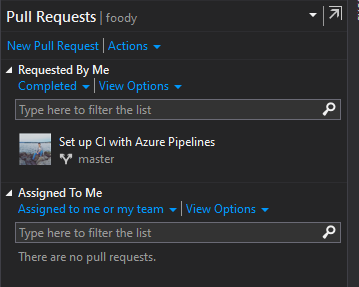 Pull Requests | foody
New Pull Request | Actions
Requested By Me
Completed | View Options
Type here to filter the list
Set up CI with Azure Pipelines
master
Assigned To Me
Assigned to me or my team | View Options
Type here to filter the list
There are no pull requests.